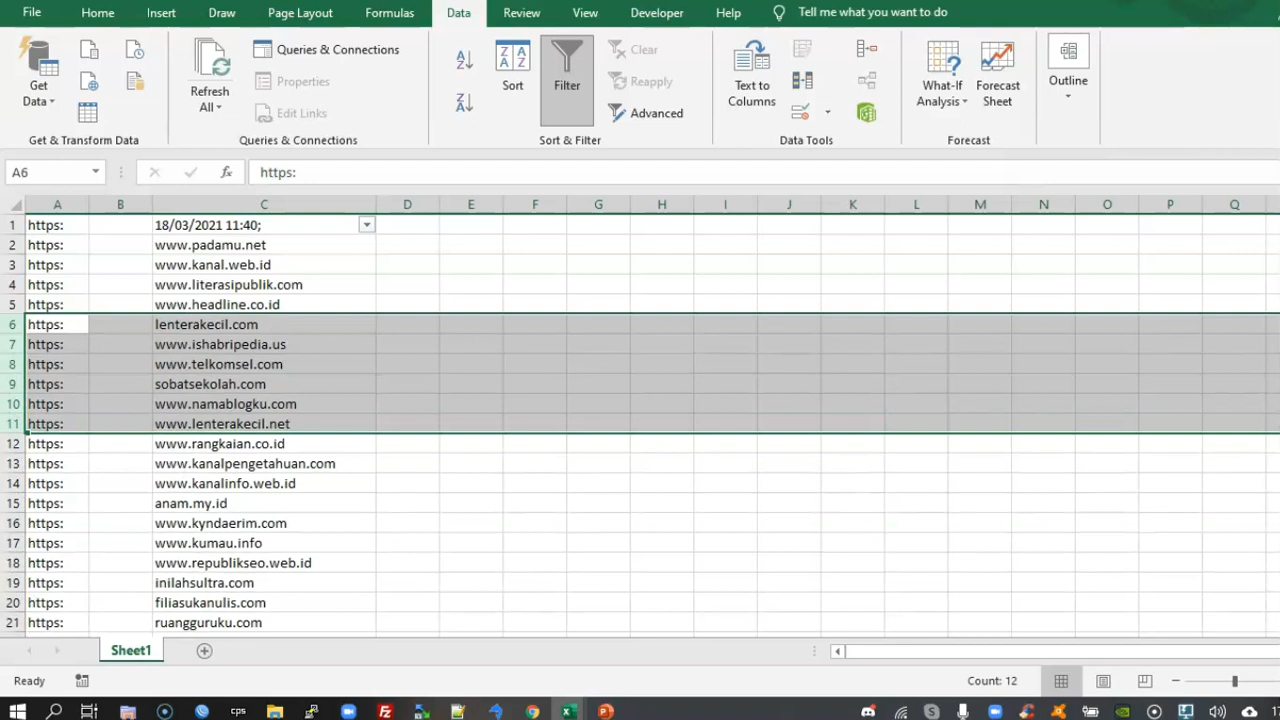 File Home Insert Draw Page Layout Formulas Data Review View Developer Help Tell me what you want to do
Get Data
Refresh All
Queries & Connections
Properties
Edit Links
Sort
Filter
Clear
Reapply
Advanced
Text to Columns
What-If Analysis
Forecast Sheet
Outline
Get & Transform Data Queries & Connections Sort & Filter Data Tools Forecast
A6 fx https:
A B C D E F G H I J K L M N O P Q
1 https: 18/03/2021 11:40;
2 https: www.padamu.net
3 https: www.kanal.web.id
4 https: www.literasipublik.com
5 https: www.headline.co.id
6 https: lenterakecil.com
7 https: www.ishabripedia.us
8 https: www.telkomsel.com
9 https: sobatsekolah.com
10 https: www.namablogku.com
11 https: www.lenterakecil.net
12 https: www.rangkaian.co.id
13 https: www.kanalpengetahuan.com
14 https: www.kanalinfo.web.id
15 https: anam.my.id
16 https: www.kyndaerim.com
17 https: www.kumau.info
18 https: www.republikseo.web.id
19 https: inilahsultra.com
20 https: filiasukanulis.com
21 https: ruangguruku.com
Sheet1
Ready Count: 12
cps